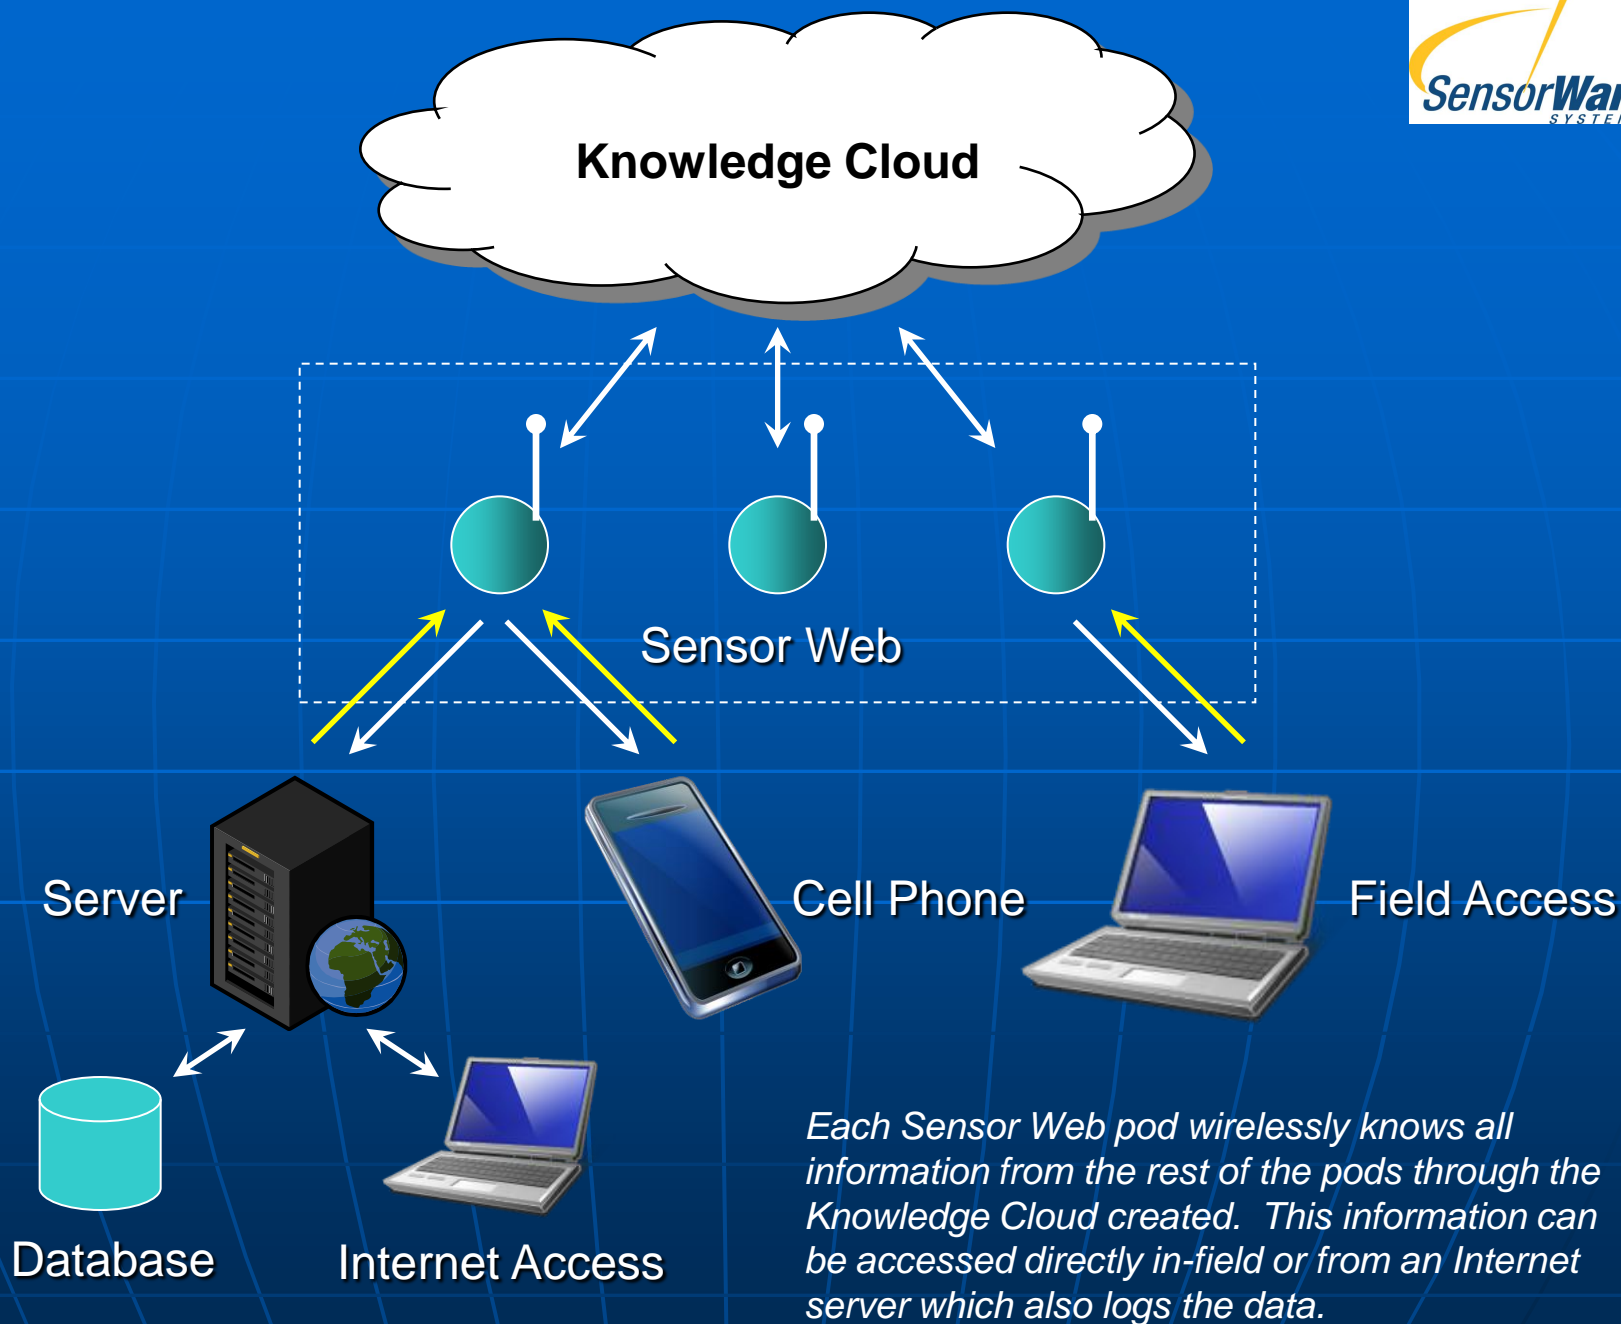 Knowledge Cloud
Sensor Web
Server
Cell Phone
Field Access
Database
Internet Access
Each Sensor Web pod wirelessly knows all
information from the rest of the pods through the
Knowledge Cloud created.  This information can
be accessed directly in-field or from an Internet
server which also logs the data.